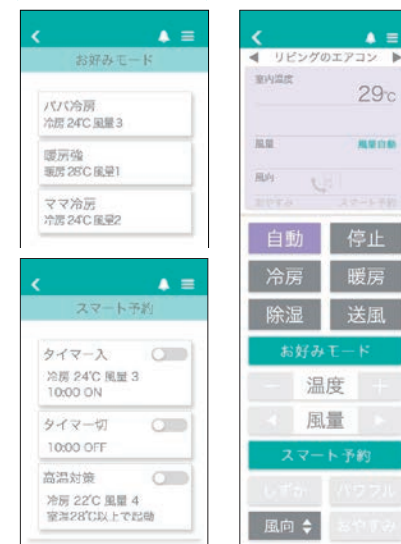 お好みモード
パパ冷房
冷房 24℃ 風量 3
暖房強
暖房 28℃ 風量1
ママ冷房
冷房 24℃ 風量2
スマート予約
タイマー入
冷房 24℃ 風量 3
10:00 ON
タイマー切
10:00 OFF
高温対策
冷房 22℃ 風量 4
室温28℃以上で起動
リビングのエアコン
室内温度
29℃
風量 風量自動
風向
おやすみ スマート予約
自動 停止
冷房 暖房
除湿 送風
お好みモード
温度
風量
スマート予約
しずか パワフル
風向 おやすみ